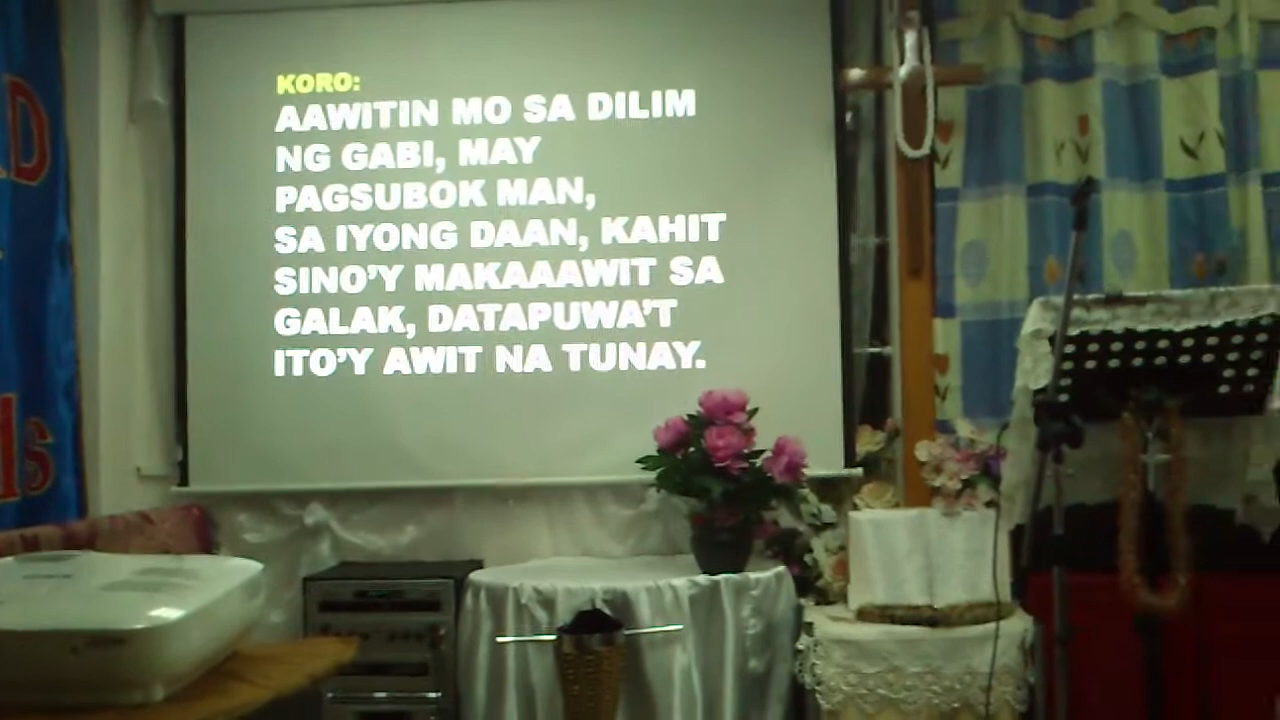 KORO:
AAWITIN MO SA DILIM
NG GABI, MAY
PAGSUBOK MAN,
SA IYONG DAAN, KAHIT
SINO'Y MAKAAAWIT SA
GALAK, DATAPUWA'T
ITO'Y AWIT NA TUNAY.